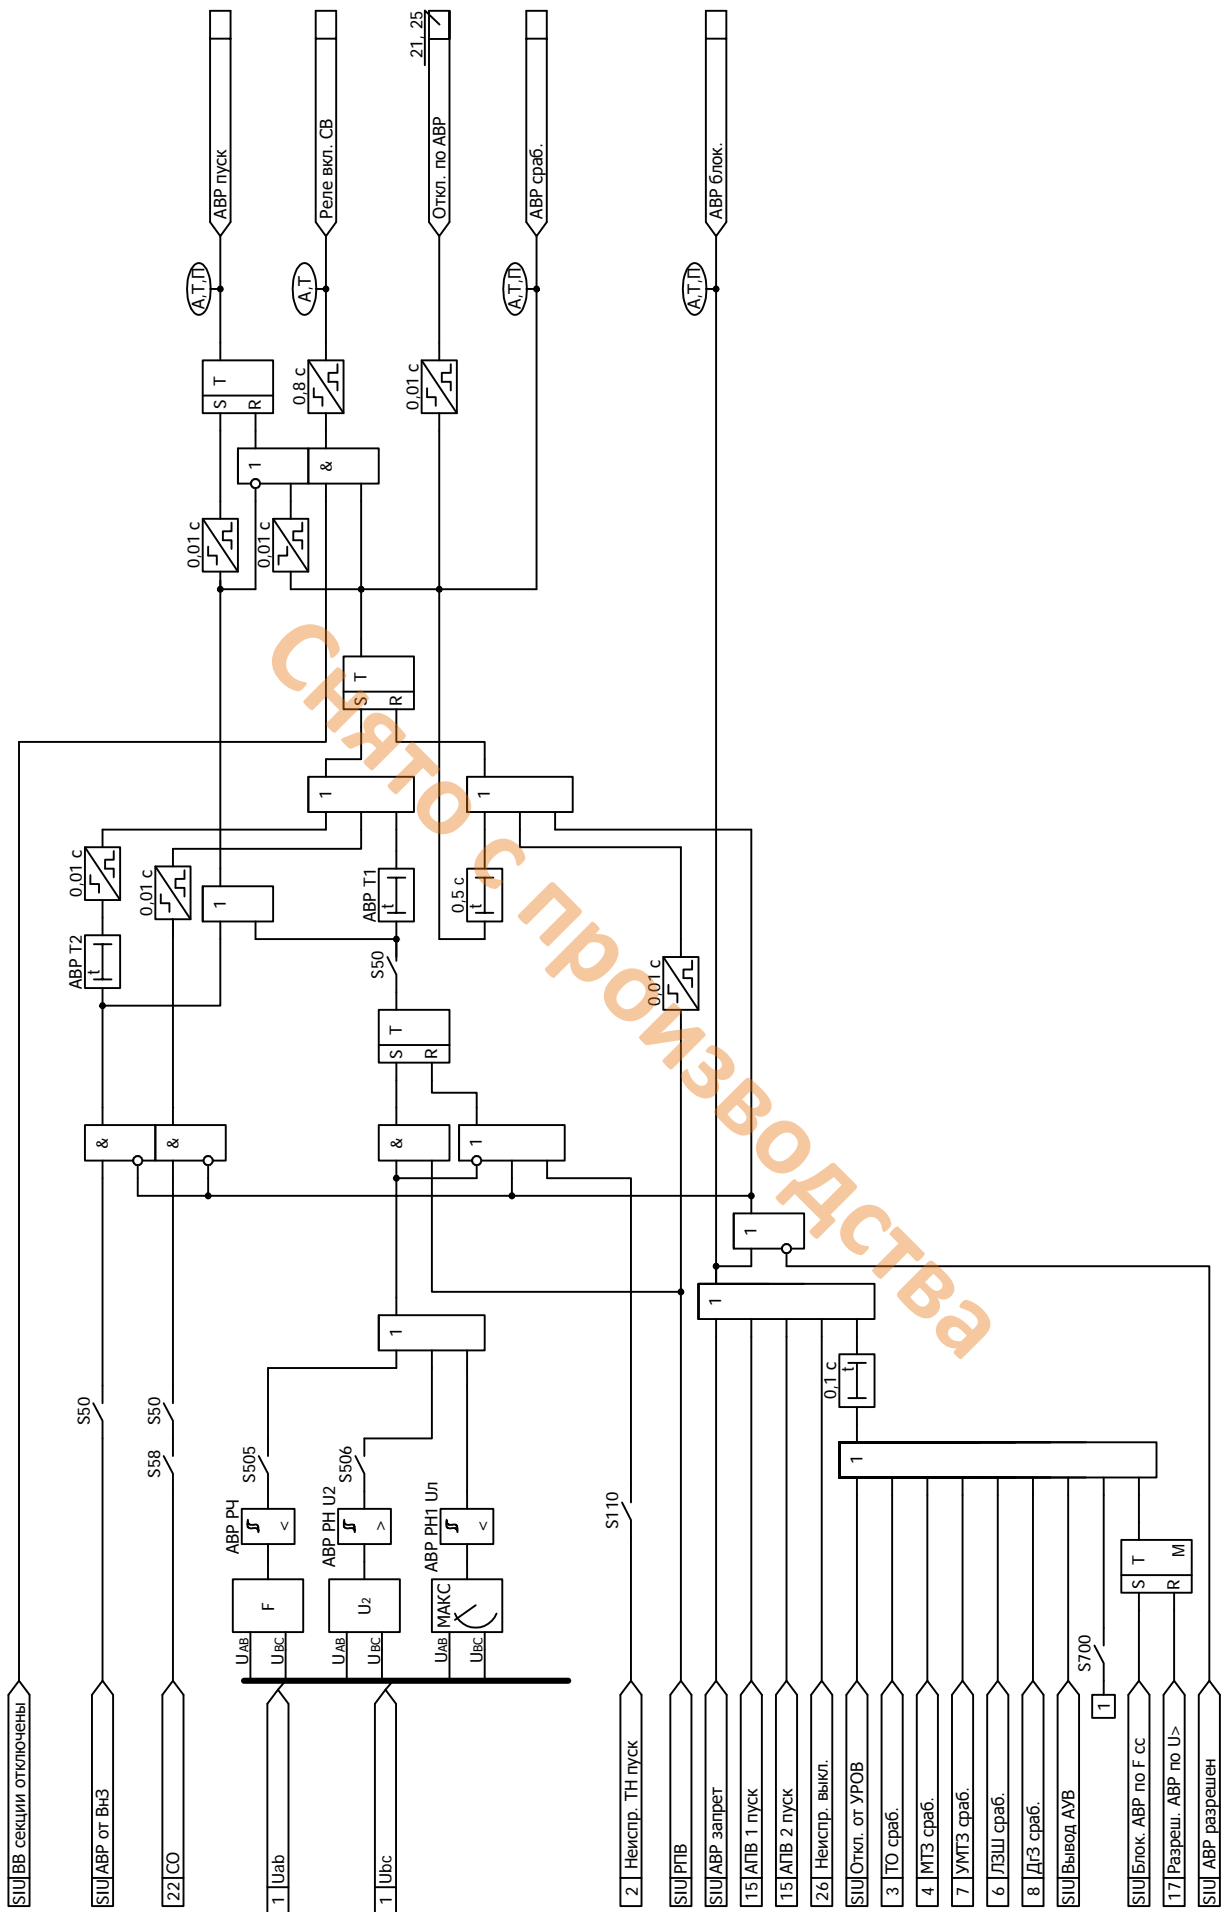 21, 25
АВР пуск
Реле вкл. СВ
Откл. по АВР
АВР сраб.
АВР блок.
А,Т,П
А,Т
А,Т,П
А,Т,П
S T
R
0,8 с
0,01 с
1
&
0,01 с
0,01 с
S T
R
1
1
0,01 с
0,01 с
АВР Т2
t
1
АВР Т1
t
0,5 с
t
S50
0,01 с
S T
R
&
&
&
1
1
1
1
0,1 с
t
S50
S50
S58
S505
S506
1
АВР РЧ
<
АВР РН U2
>
АВР РН1 Uл
<
S110
F
U2
МАКС
UAB
UBC
UAB
UBC
UAB
UBC
S T M
R
S700
1
SIU ВВ секции отключены
SIU АВР от ВнЗ
22 СО
1 Uab
1 Ubc
2 Неиспр. ТН пуск
SIU РПВ
SIU АВР запрет
15 АПВ 1 пуск
15 АПВ 2 пуск
26 Неиспр. выкл.
SIU Откл. от УРОВ
3 ТО сраб.
4 МТЗ сраб.
7 УМТЗ сраб.
6 ЛЗШ сраб.
8 ДгЗ сраб.
SIU Вывод АУВ
SIU Блок. АВР по F сс
17 Разреш. АВР по U>
SIU АВР разрешен
Снято с производства